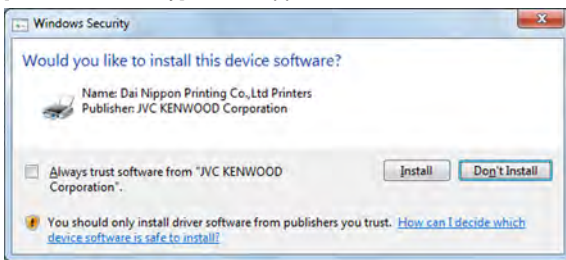 Windows Security
Would you like to install this device software?
Name: Dai Nippon Printing Co.,Ltd Printers
Publisher: JVC KENWOOD Corporation
Always trust software from "JVC KENWOOD
Corporation".
Install
Don't Install
You should only install driver software from publishers you trust. How can I decide which
device software is safe to install?